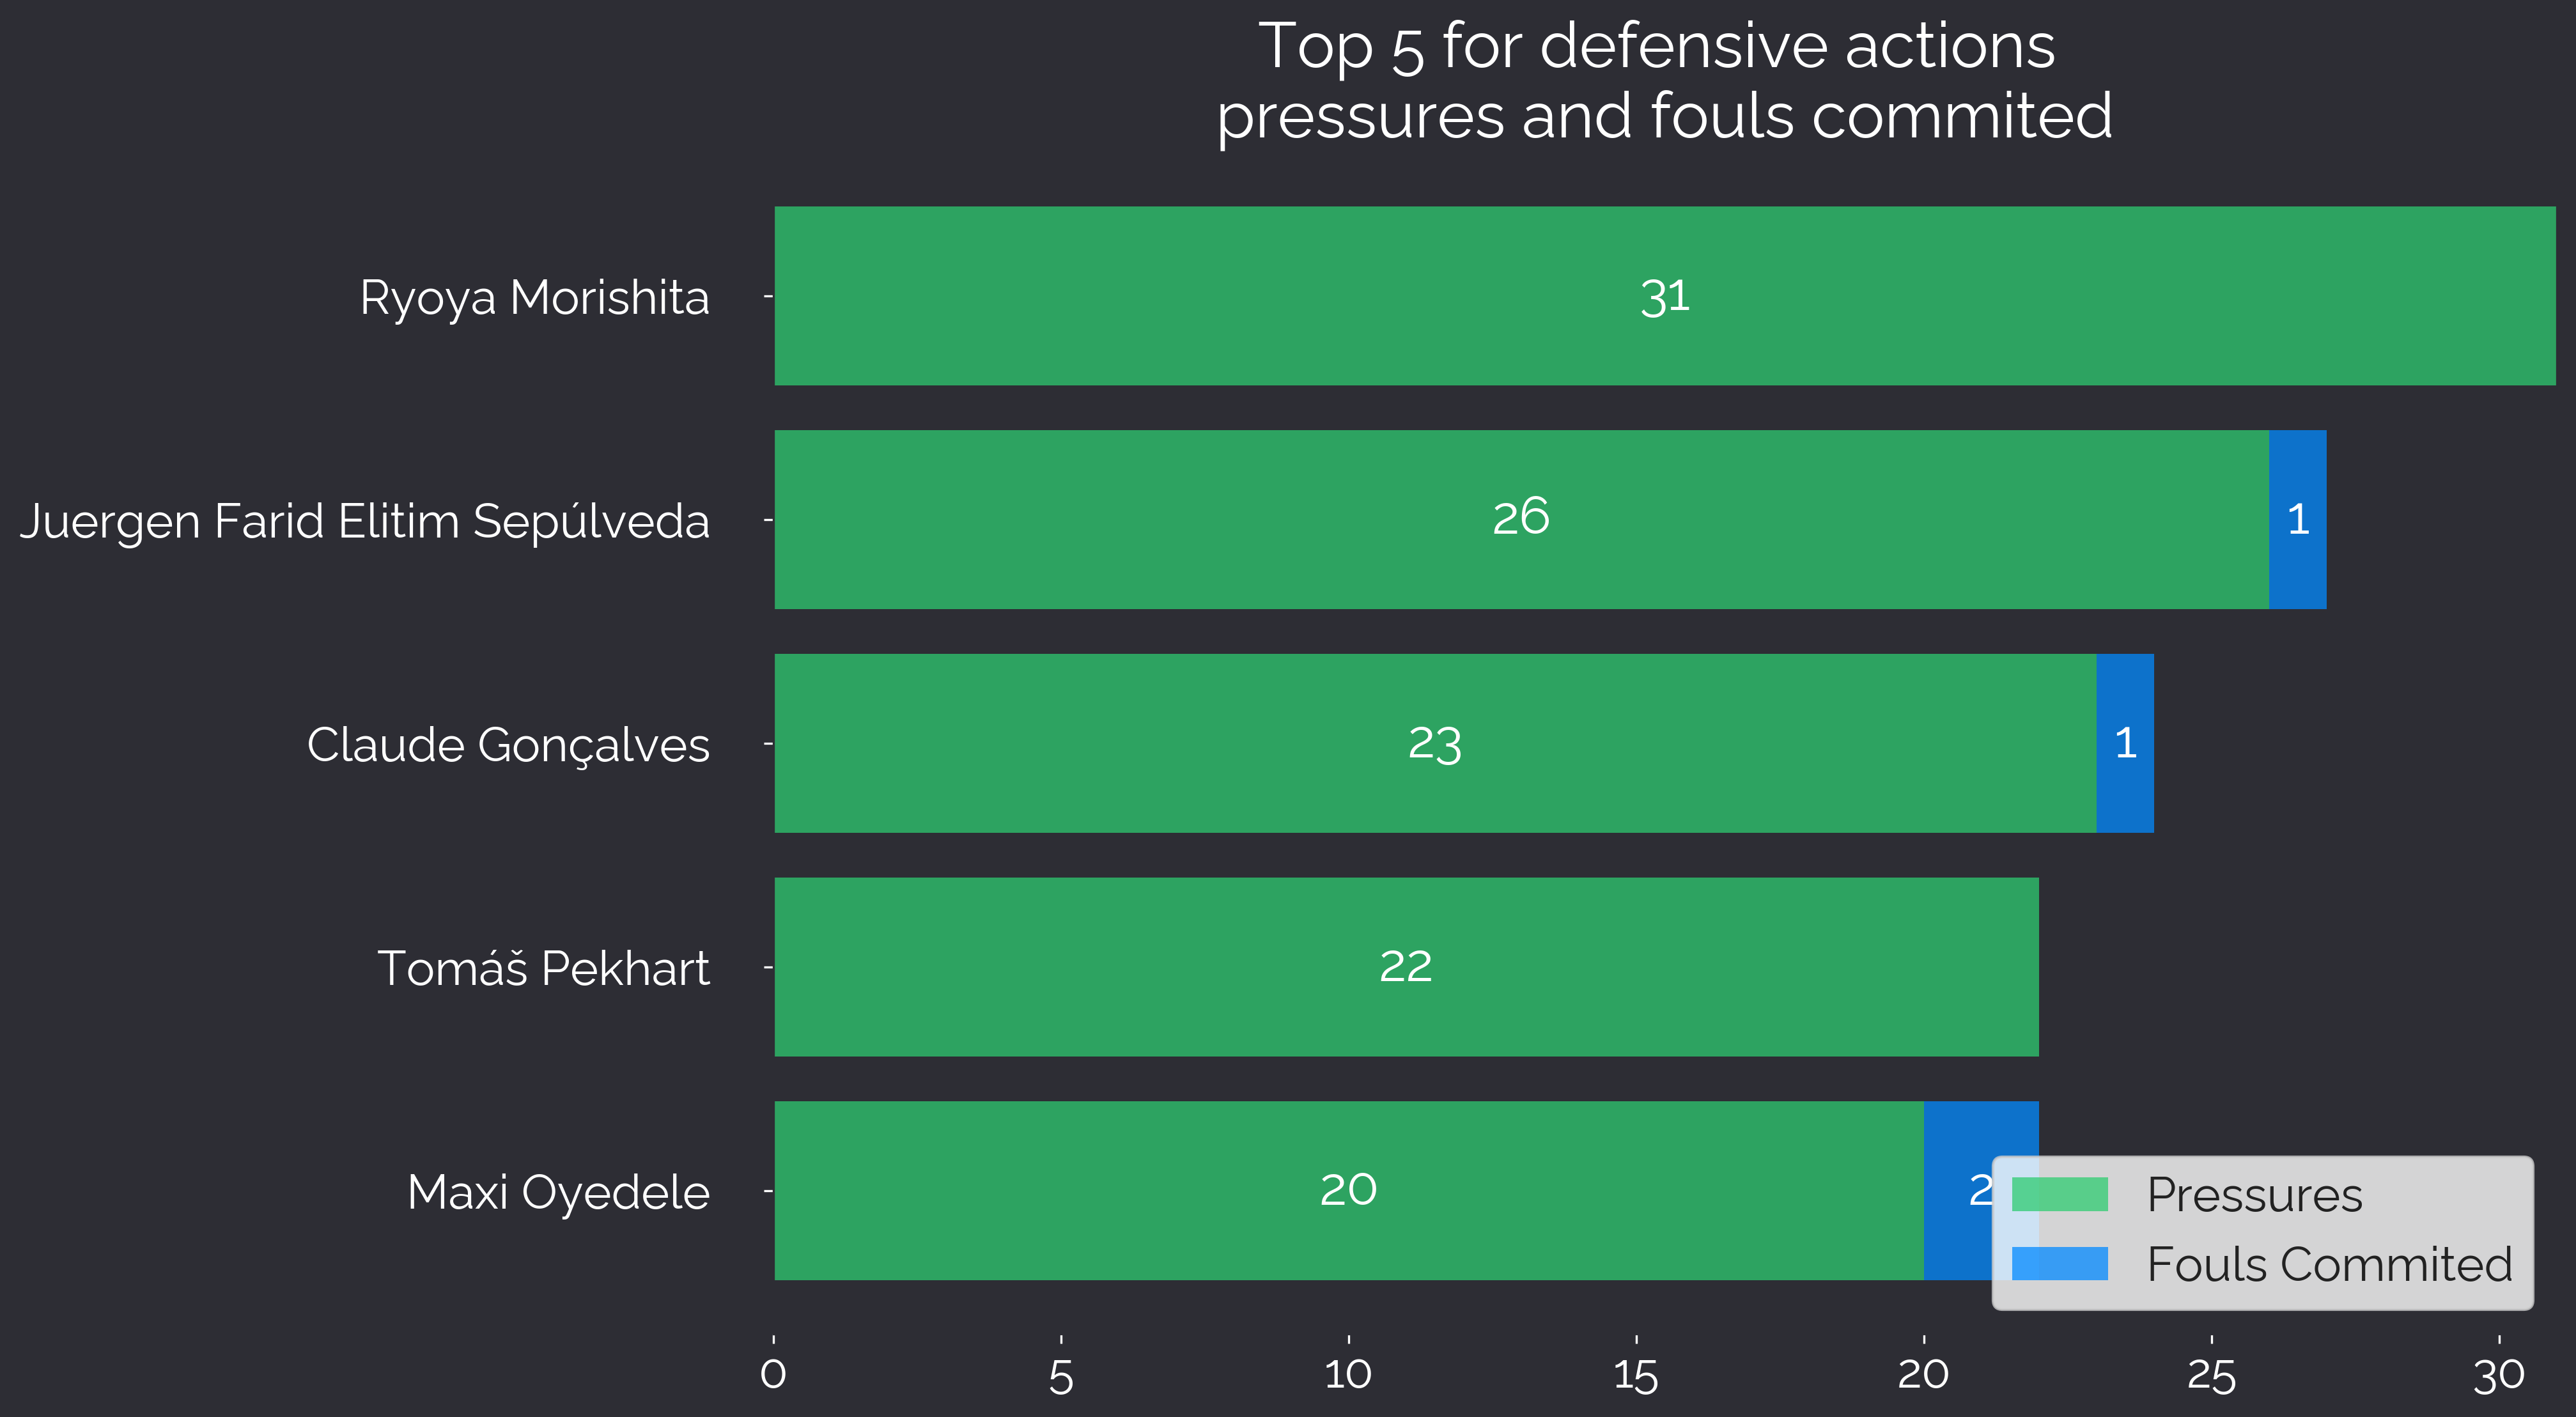 Top 5 for defensive actions
pressures and fouls commited
Ryoya Morishita
31
Juergen Farid Elitim Sepúlveda
26
1
Claude Gonçalves
23
1
Tomáš Pekhart
22
Maxi Oyedele
20
2
Pressures
Fouls Commited
0 5 10 15 20 25 30